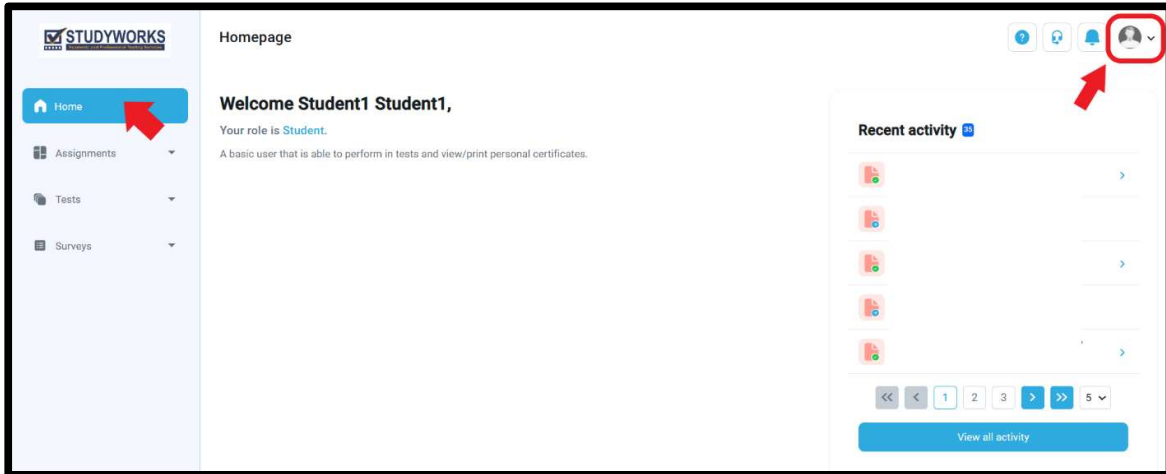 STUDYWORKS
Homepage
Home
Assignments
Tests
Surveys
Welcome Student1 Student1,
Your role is Student.
A basic user that is able to perform in tests and view/print personal certificates.
Recent activity 35
1 2 3 5
View all activity